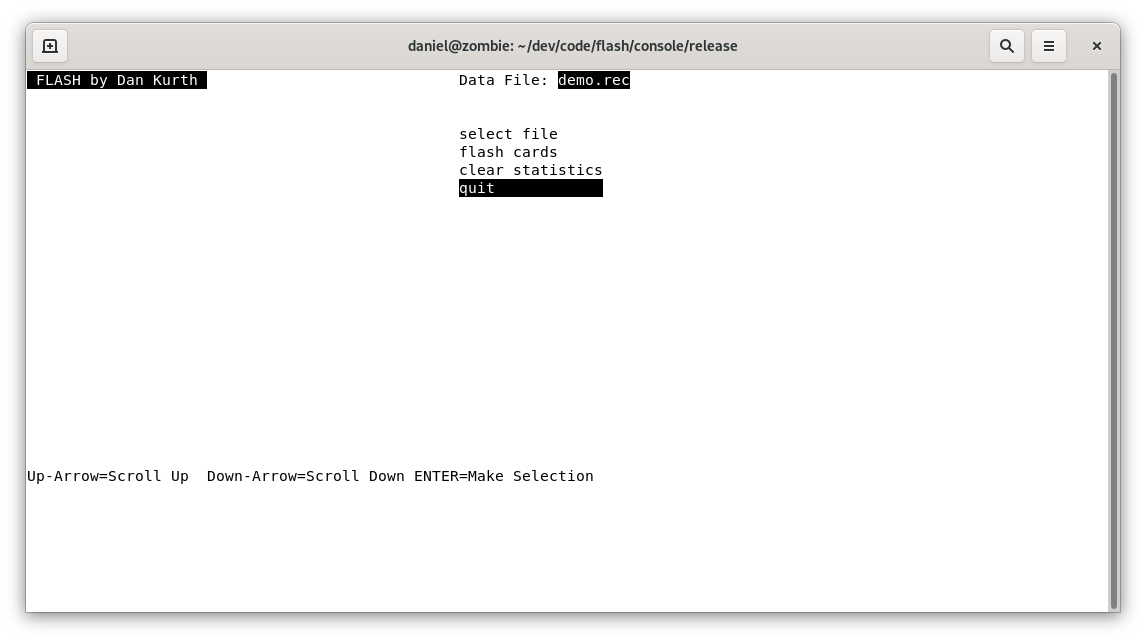 daniel@zombie: ~/dev/code/flash/console/release
FLASH by Dan Kurth Data File: demo.rec
select file
flash cards
clear statistics
quit
Up-Arrow=Scroll Up Down-Arrow=Scroll Down ENTER=Make Selection